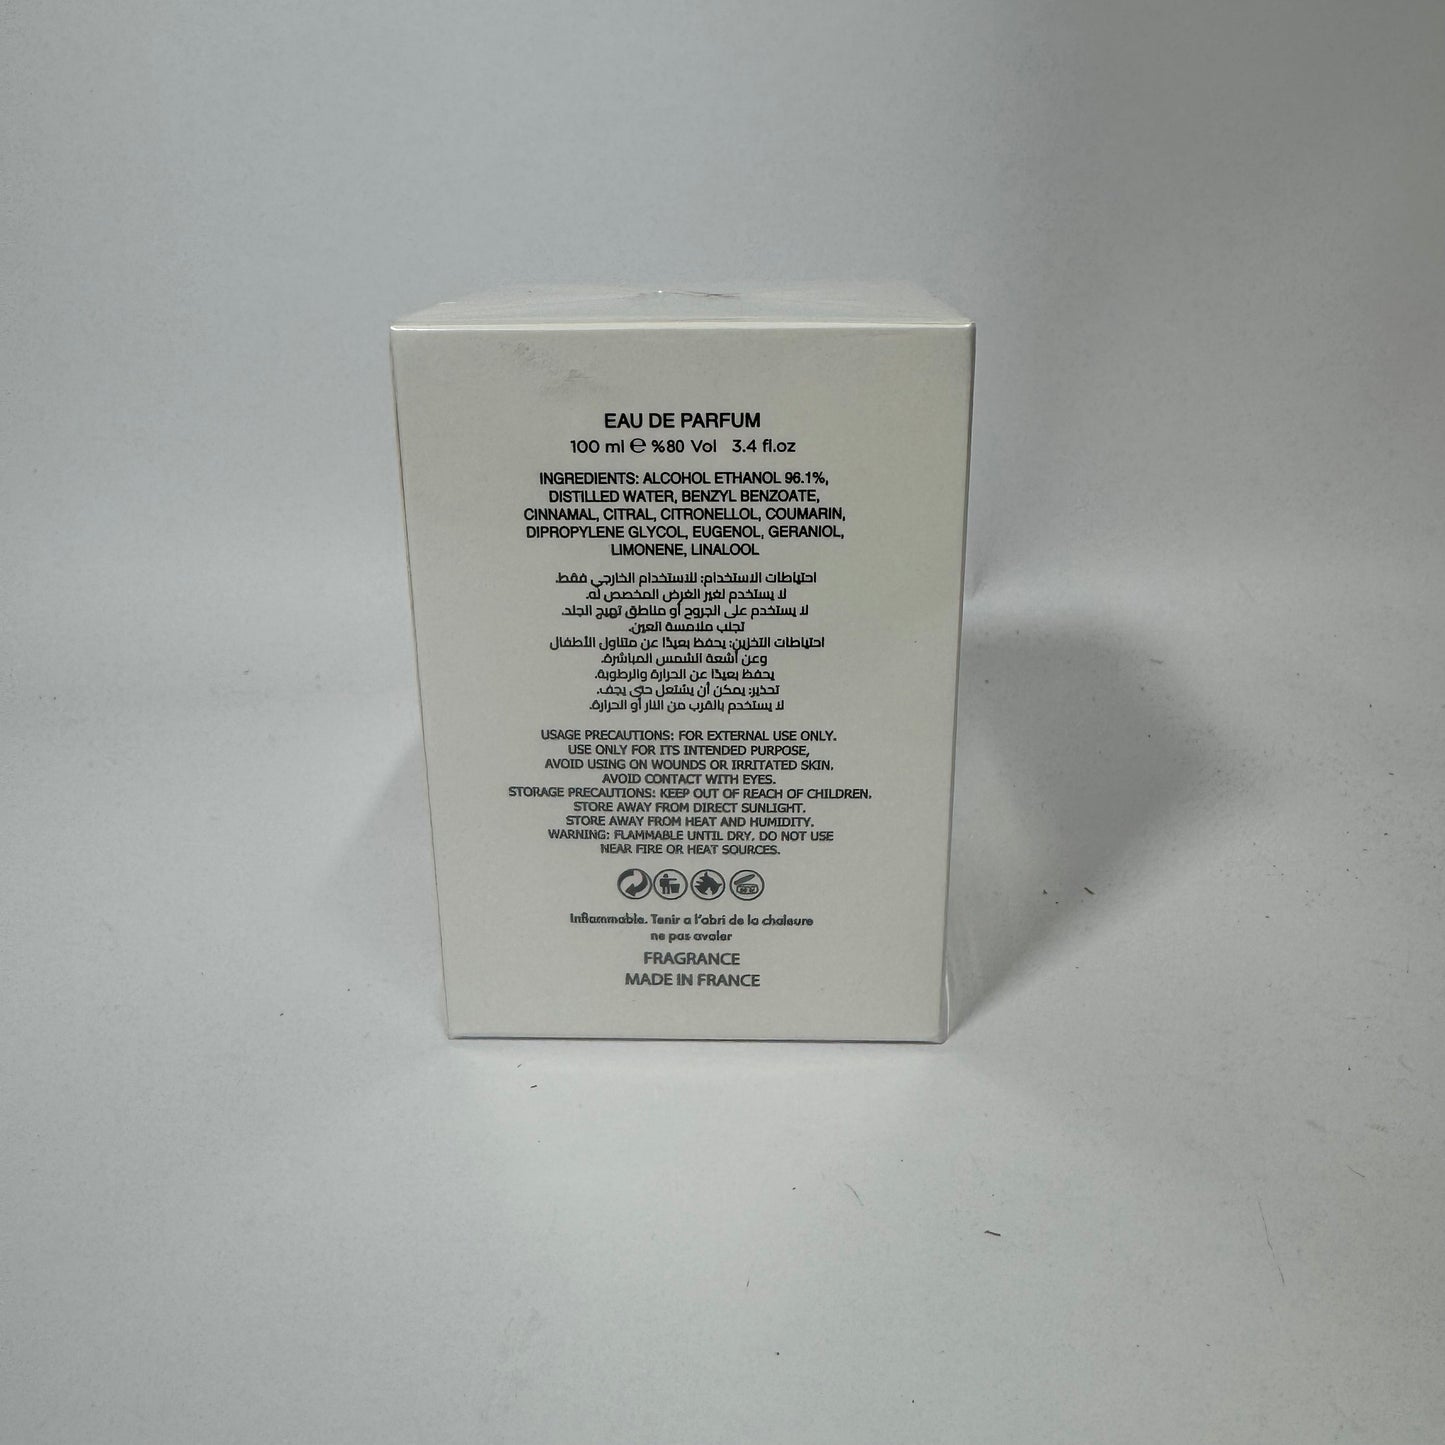 EAU DE PARFUM
100 ml ℮ %80 Vol 3.4 fl.oz
INGREDIENTS: ALCOHOL ETHANOL 96.1%,
DISTILLED WATER, BENZYL BENZOATE,
CINNAMAL, CITRAL, CITRONELLOL, COUMARIN,
DIPROPYLENE GLYCOL, EUGENOL, GERANIOL,
LIMONENE, LINALOOL
احتياطات الاستخدام: للاستخدام الخارجي فقط.
لا يستخدم لغير الغرض المخصص له.
لا يستخدم على الجروح أو مناطق تهيج الجلد.
تجنب ملامسة العين.
احتياطات التخزين: يحفظ بعيدًا عن متناول الأطفال
وعن أشعة الشمس المباشرة.
يحفظ بعيدًا عن الحرارة والرطوبة.
تحذير: يمكن أن يشتعل حتى يجف.
لا يستخدم بالقرب من النار أو الحرارة.
USAGE PRECAUTIONS: FOR EXTERNAL USE ONLY.
USE ONLY FOR ITS INTENDED PURPOSE,
AVOID USING ON WOUNDS OR IRRITATED SKIN.
AVOID CONTACT WITH EYES.
STORAGE PRECAUTIONS: KEEP OUT OF REACH OF CHILDREN.
STORE AWAY FROM DIRECT SUNLIGHT.
STORE AWAY FROM HEAT AND HUMIDITY.
WARNING: FLAMMABLE UNTIL DRY. DO NOT USE
NEAR FIRE OR HEAT SOURCES.
Inflammable. Tenir a l'abri de la chaleure
ne pas avaler
FRAGRANCE
MADE IN FRANCE